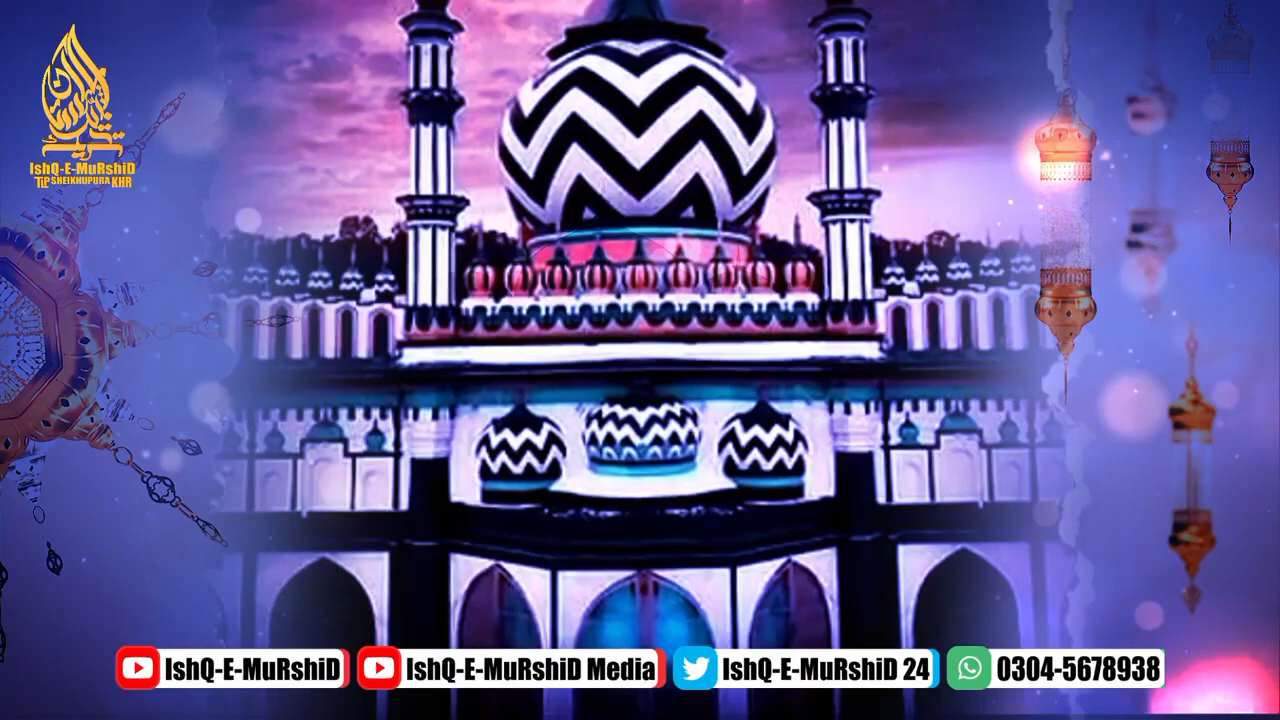 IshQ-E-MuRshiD
TLP SHEIKHUPURA KHR
IshQ-E-MuRshiD
IshQ-E-MuRshiD Media
IshQ-E-MuRshiD 24
0304-5678938